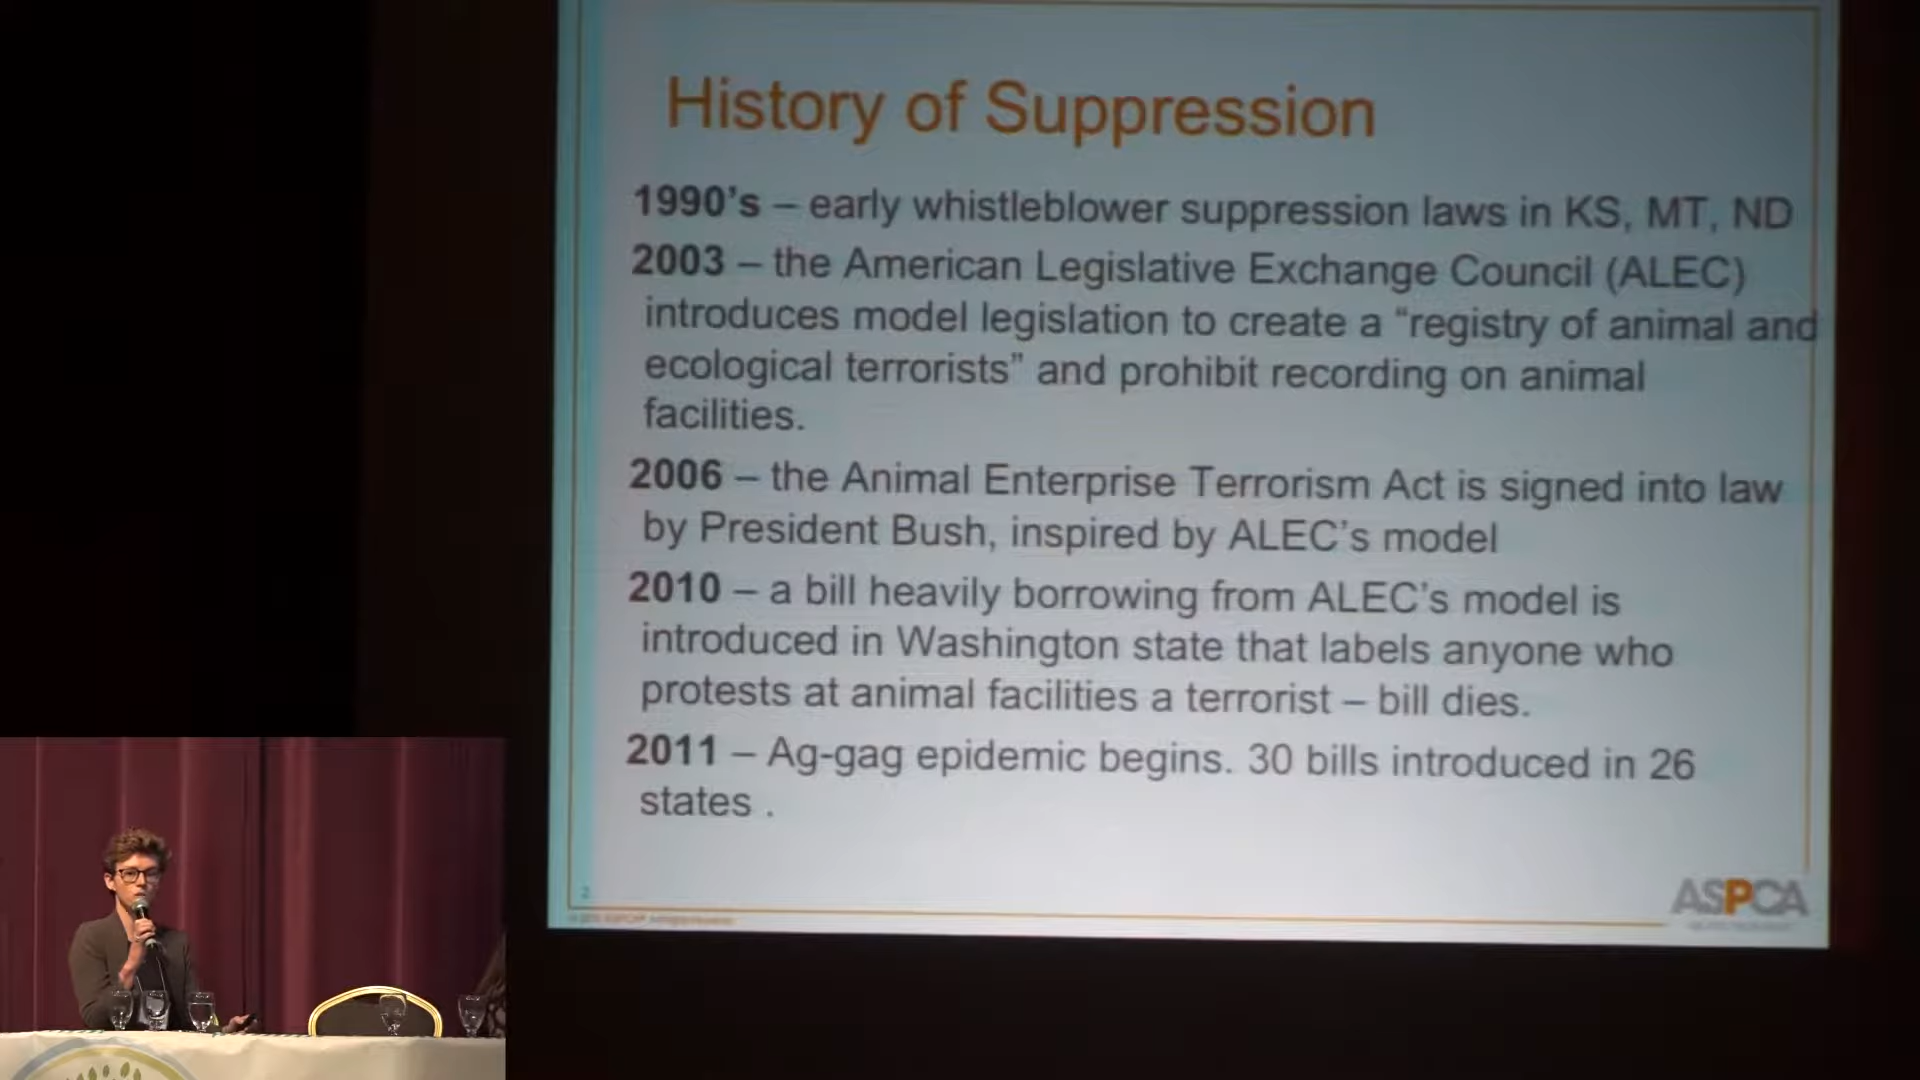 History of Suppression
1990's – early whistleblower suppression laws in KS, MT, ND
2003 – the American Legislative Exchange Council (ALEC)
introduces model legislation to create a “registry of animal and
ecological terrorists” and prohibit recording on animal
facilities.
2006 – the Animal Enterprise Terrorism Act is signed into law
by President Bush, inspired by ALEC's model
2010 – a bill heavily borrowing from ALEC's model is
introduced in Washington state that labels anyone who
protests at animal facilities a terrorist – bill dies.
2011 – Ag-gag epidemic begins. 30 bills introduced in 26
states .
2
ASPCA